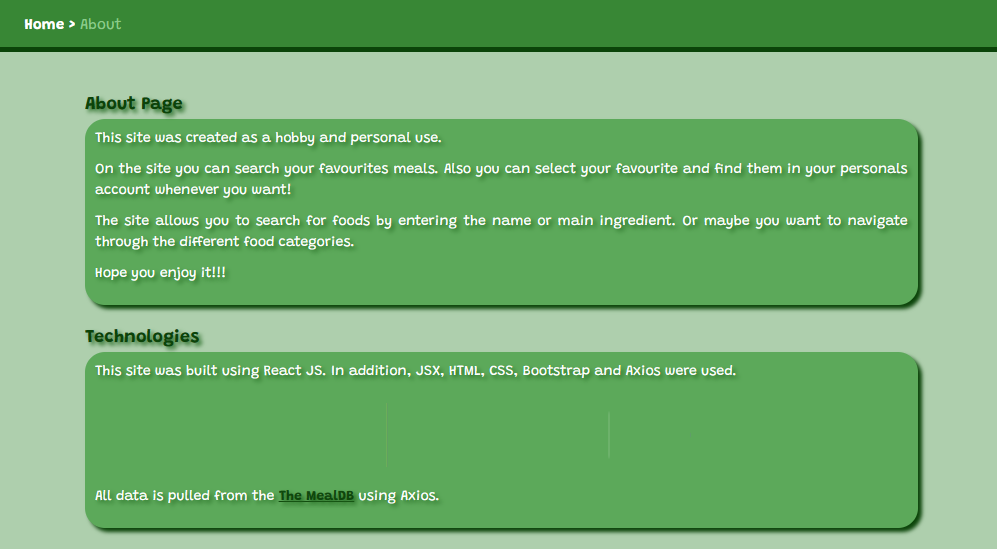 Home > About
About Page
This site was created as a hobby and personal use.
On the site you can search your favourites meals. Also you can select your favourite and find them in your personals
account whenever you want!
The site allows you to search for foods by entering the name or main ingredient. Or maybe you want to navigate
through the different food categories.
Hope you enjoy it!!!
Technologies
This site was built using React JS. In addition, JSX, HTML, CSS, Bootstrap and Axios were used.
All data is pulled from the The MealDB using Axios.